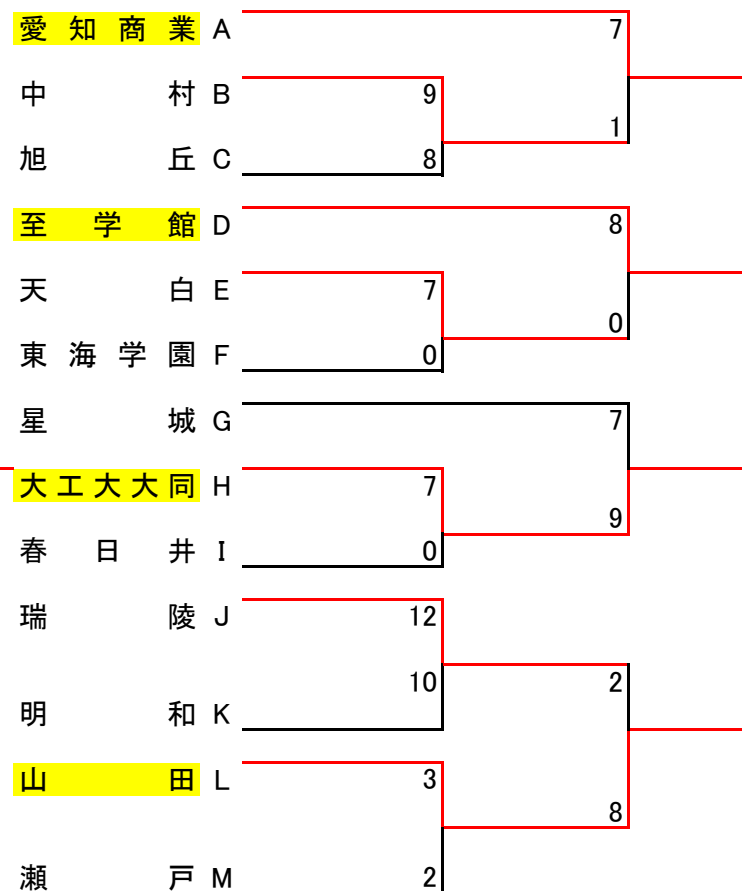 愛知商業 A 7
中村 B 9
1
旭丘 C 8
至学館 D 8
天白 E 7
0
東海学園 F 0
星城 G 7
大工大大同 H 7
9
春日井 I 0
瑞陵 J 12
10 2
明和 K
山田 L 3
8
瀬戸 M 2